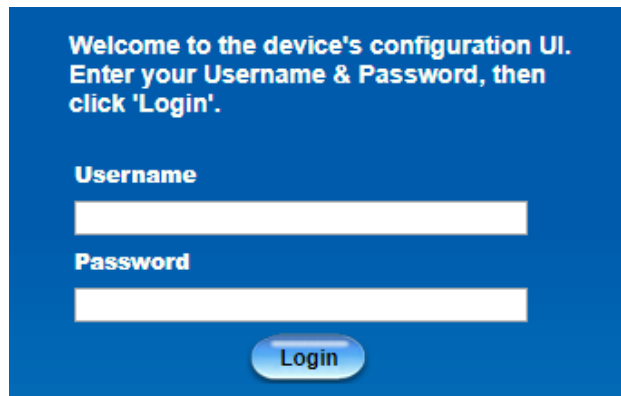 Welcome to the device's configuration UI.
Enter your Username & Password, then
click 'Login'.
Username
Password
Login